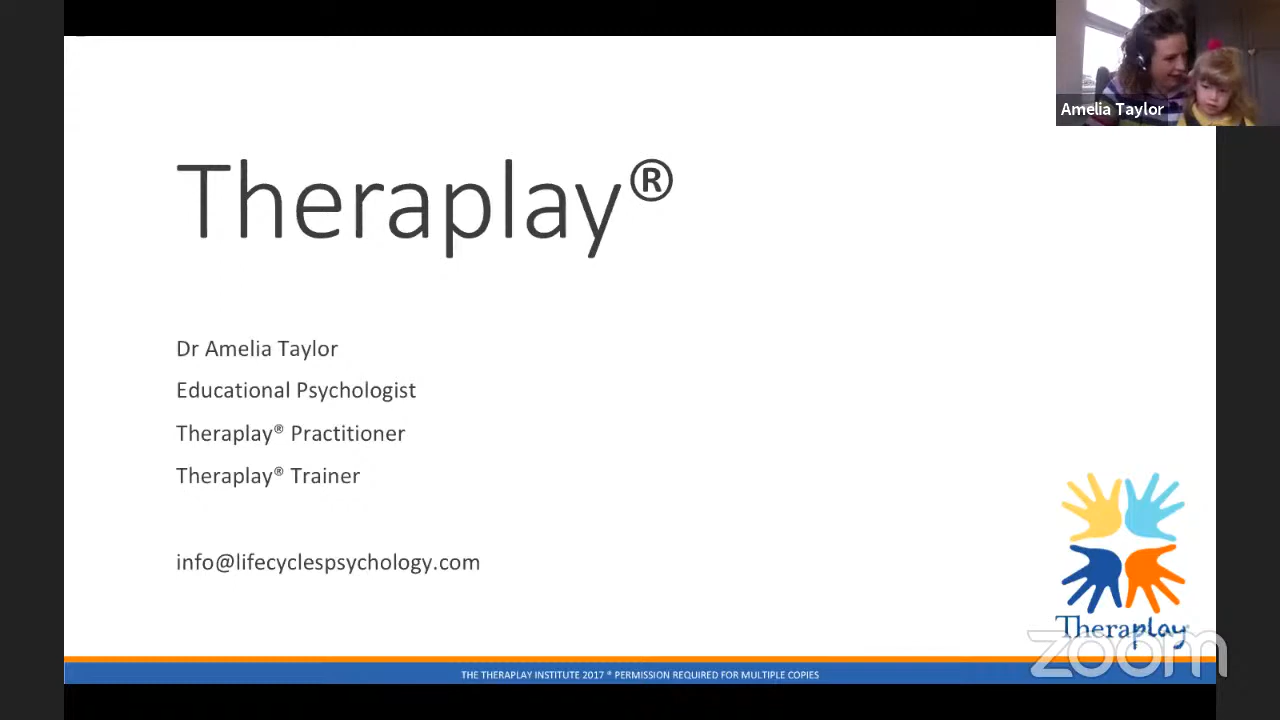 Amelia Taylor
Theraplay®
Dr Amelia Taylor
Educational Psychologist
Theraplay® Practitioner
Theraplay® Trainer
info@lifecyclespsychology.com
Theraplay
zoom
THE THERAPLAY INSTITUTE 2017 ® PERMISSION REQUIRED FOR MULTIPLE COPIES